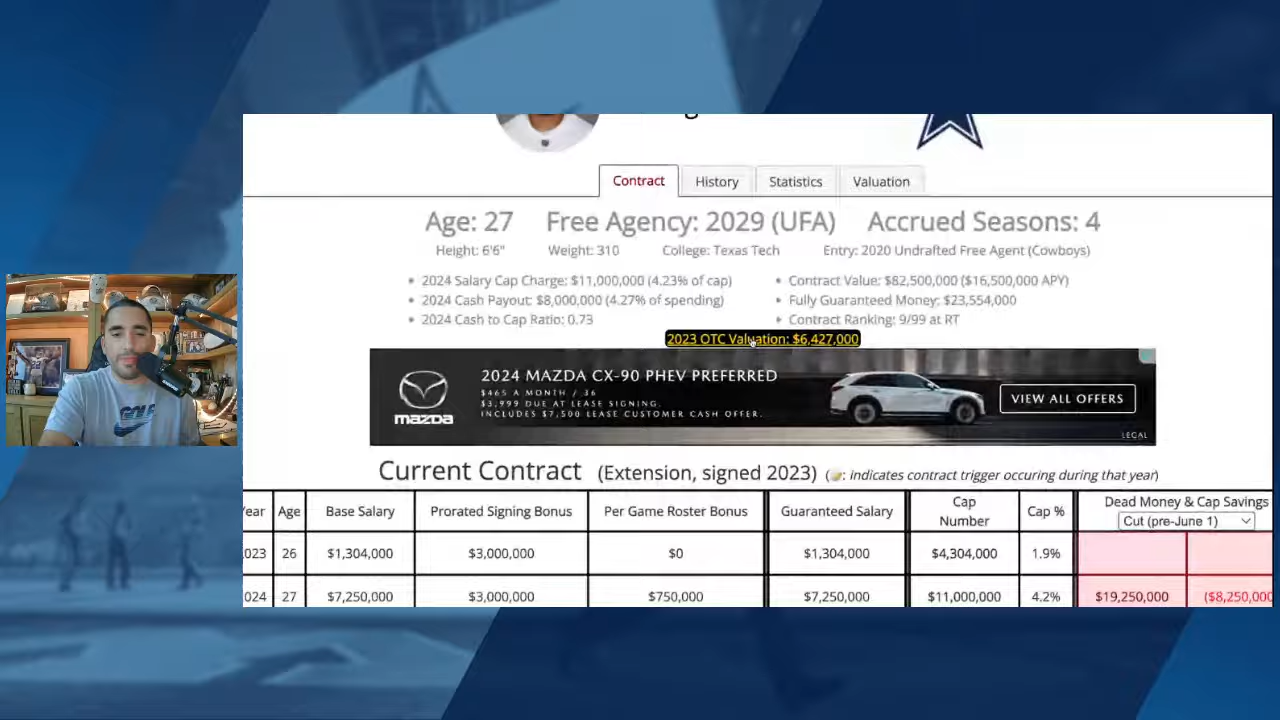 Contract
History
Statistics
Valuation
Age: 27 Free Agency: 2029 (UFA) Accrued Seasons: 4
Height: 6'6" Weight: 310 College: Texas Tech Entry: 2020 Undrafted Free Agent (Cowboys)
• 2024 Salary Cap Charge: $11,000,000 (4.23% of cap)
• 2024 Cash Payout: $8,000,000 (4.27% of spending)
• 2024 Cash to Cap Ratio: 0.73
• Contract Value: $82,500,000 ($16,500,000 APY)
• Fully Guaranteed Money: $23,554,000
• Contract Ranking: 9/99 at RT
2023 OTC Valuation: $6,427,000
mazda
2024 MAZDA CX-90 PHEV PREFERRED
$465 A MONTH / 36
$3,999 DUE AT LEASE SIGNING.
INCLUDES $7,500 LEASE CUSTOMER CASH OFFER.
VIEW ALL OFFERS
LEGAL
Current Contract (Extension, signed 2023) ( : indicates contract trigger occuring during that year)
ear Age Base Salary Prorated Signing Bonus Per Game Roster Bonus Guaranteed Salary Cap Number Cap % Dead Money & Cap Savings
Cut (pre-June 1)
023 26 $1,304,000 $3,000,000 $0 $1,304,000 $4,304,000 1.9%
024 27 $7,250,000 $3,000,000 $750,000 $7,250,000 $11,000,000 4.2% $19,250,000 ($8,250,000
GOLF